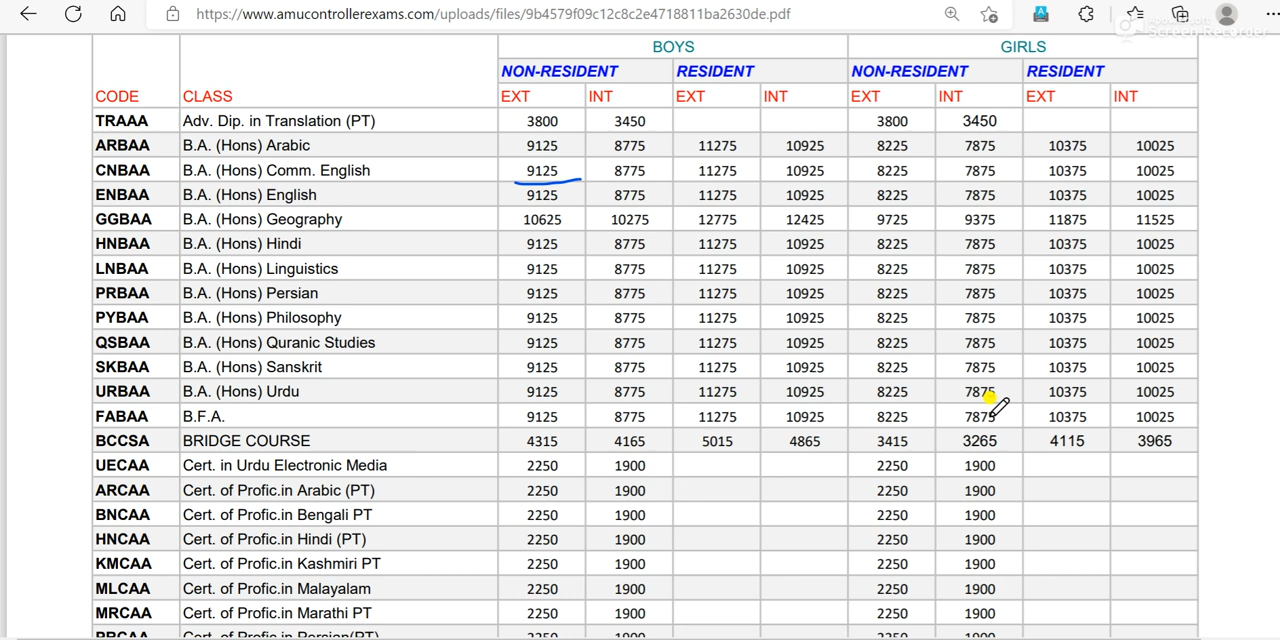 https://www.amucontrollerexams.com/uploads/files/9b4579f09c12c8c2e4718811ba2630de.pdf
Screen Recorder
BOYS GIRLS
NON-RESIDENT RESIDENT NON-RESIDENT RESIDENT
CODE CLASS EXT INT EXT INT EXT INT EXT INT
TRAAA Adv. Dip. in Translation (PT) 3800 3450 3800 3450
ARBAA B.A. (Hons) Arabic 9125 8775 11275 10925 8225 7875 10375 10025
CNBAA B.A. (Hons) Comm. English 9125 8775 11275 10925 8225 7875 10375 10025
ENBAA B.A. (Hons) English 9125 8775 11275 10925 8225 7875 10375 10025
GGBAA B.A. (Hons) Geography 10625 10275 12775 12425 9725 9375 11875 11525
HNBAA B.A. (Hons) Hindi 9125 8775 11275 10925 8225 7875 10375 10025
LNBAA B.A. (Hons) Linguistics 9125 8775 11275 10925 8225 7875 10375 10025
PRBAA B.A. (Hons) Persian 9125 8775 11275 10925 8225 7875 10375 10025
PYBAA B.A. (Hons) Philosophy 9125 8775 11275 10925 8225 7875 10375 10025
QSBAA B.A. (Hons) Quranic Studies 9125 8775 11275 10925 8225 7875 10375 10025
SKBAA B.A. (Hons) Sanskrit 9125 8775 11275 10925 8225 7875 10375 10025
URBAA B.A. (Hons) Urdu 9125 8775 11275 10925 8225 7875 10375 10025
FABAA B.F.A. 9125 8775 11275 10925 8225 7875 10375 10025
BCCSA BRIDGE COURSE 4315 4165 5015 4865 3415 3265 4115 3965
UECAA Cert. in Urdu Electronic Media 2250 1900 2250 1900
ARCAA Cert. of Profic.in Arabic (PT) 2250 1900 2250 1900
BNCAA Cert. of Profic.in Bengali PT 2250 1900 2250 1900
HNCAA Cert. of Profic.in Hindi (PT) 2250 1900 2250 1900
KMCAA Cert. of Profic.in Kashmiri PT 2250 1900 2250 1900
MLCAA Cert. of Profic.in Malayalam 2250 1900 2250 1900
MRCAA Cert. of Profic.in Marathi PT 2250 1900 2250 1900
PRCAA Cert. of Profic.in Persian(PT) 2250 1900 2250 1900